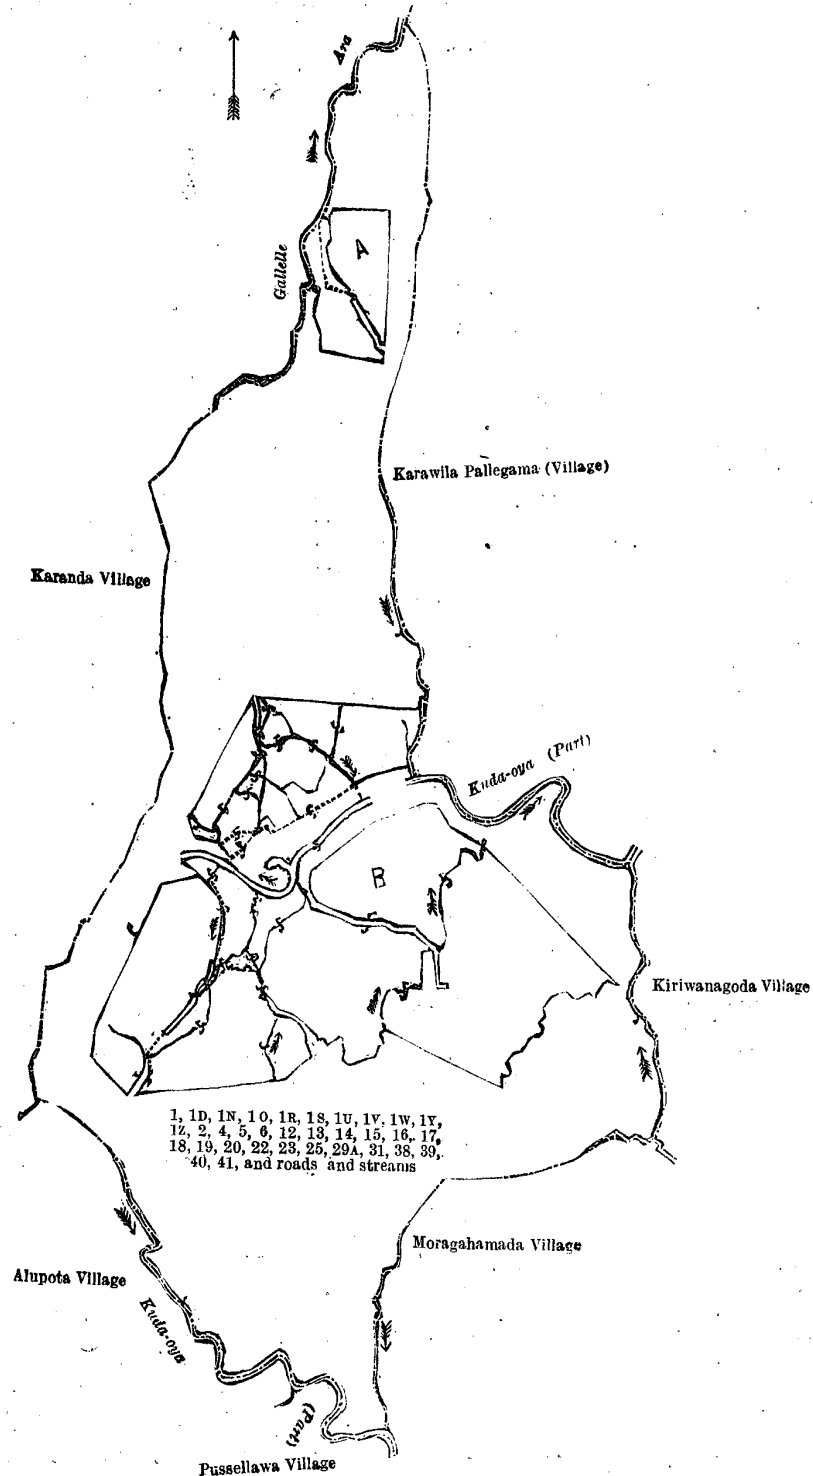 Ara
A
Gallelle
Karawila Pallegama (Village)
Karanda Village
Kuda-oya (Part)
B
Kiriwanagoda Village
1, 1D, 1N, 1O, 1R, 1S, 1U, 1V, 1W, 1Y,
1Z, 2, 4, 5, 6, 12, 13, 14, 15, 16, 17,
18, 19, 20, 22, 23, 25, 29A, 31, 38, 39,
40, 41, and roads and streams
Moragahamada Village
Alupota Village
Kuda-oya
(Part)
Pussellawa Village